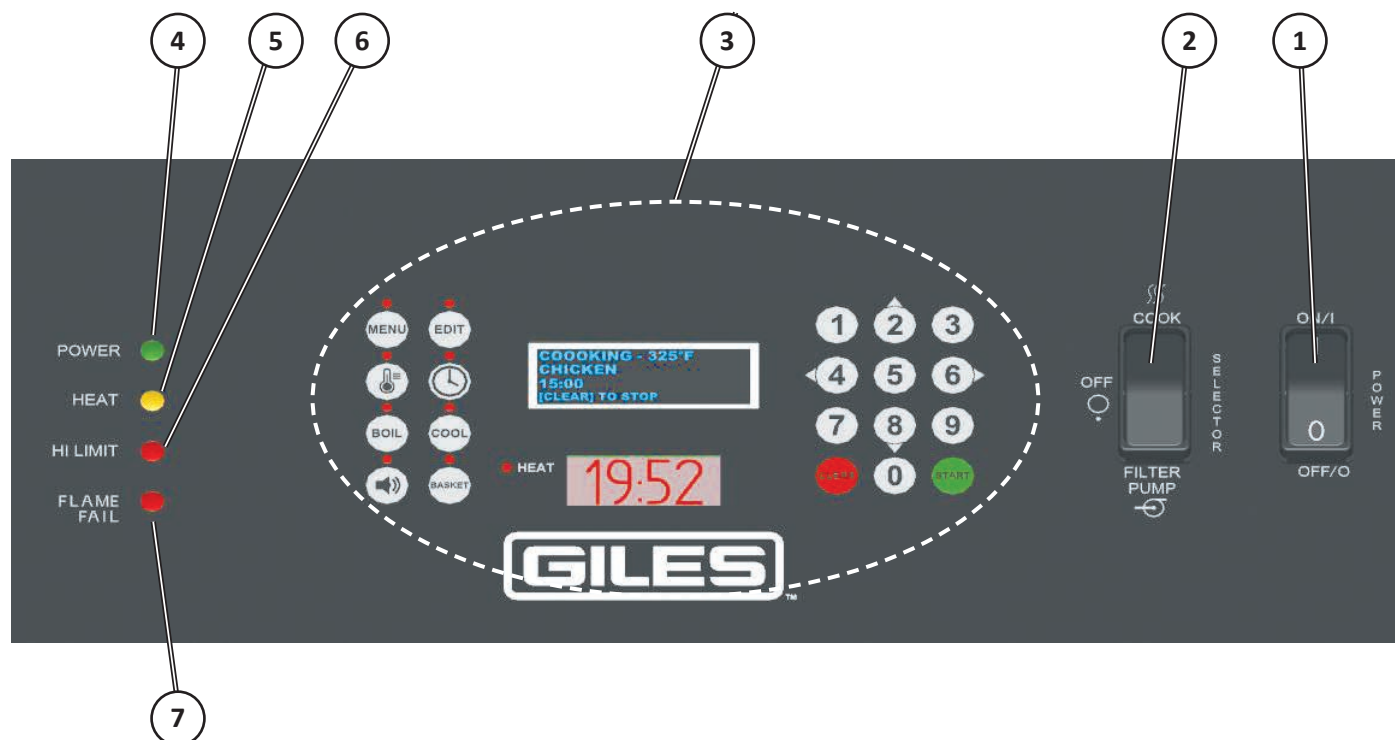 4
5
6
3
2
1
POWER
HEAT
HI LIMIT
FLAME
FAIL
MENU
EDIT
BOIL
COOL
BASKET
COOOKING - 325°F
CHICKEN
15:00
[CLEAR] TO STOP
HEAT
19:52
GILES
™
1 2 3
4 5 6
7 8 9
CLEAR 0 START
COOK
OFF
SELECTOR
FILTER
PUMP
ON/I
POWER
O
OFF/O
7